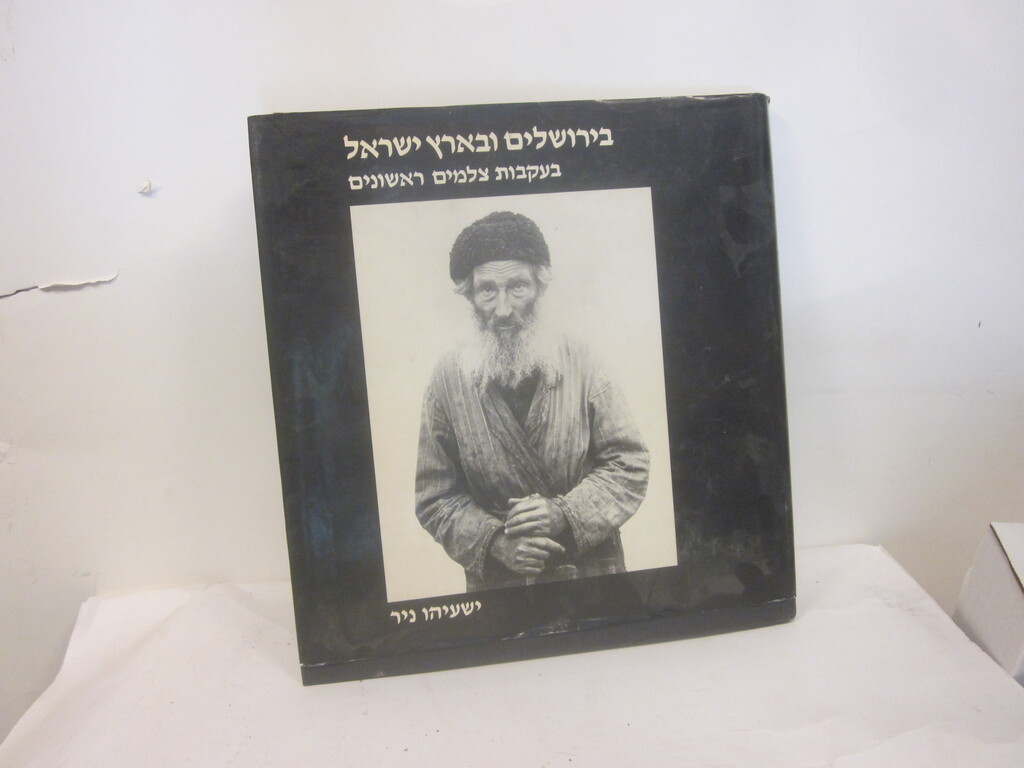 בירושלים ובארץ ישראל
בעקבות צלמים ראשונים
ישעיהו ניר